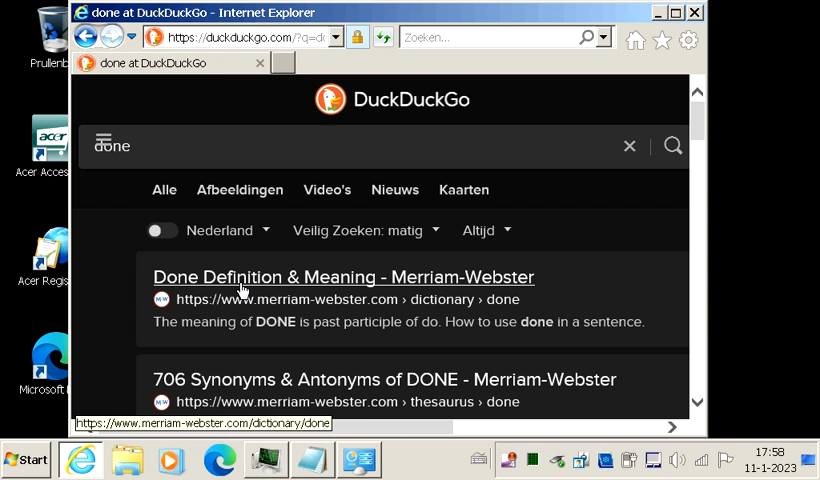 done at DuckDuckGo - Internet Explorer
https://duckduckgo.com/?q=d
Zoeken...
done at DuckDuckGo
Prullenb
Acer Acces
Acer Regis
Microsoft
DuckDuckGo
done
Alle Afbeeldingen Video's Nieuws Kaarten
Nederland Veilig Zoeken: matig Altijd
Done Definition & Meaning - Merriam-Webster
https://www.merriam-webster.com › dictionary › done
The meaning of DONE is past participle of do. How to use done in a sentence.
706 Synonyms & Antonyms of DONE - Merriam-Webster
https://www.merriam-webster.com › thesaurus › done
https://www.merriam-webster.com/dictionary/done
Start
17:58
11-1-2023